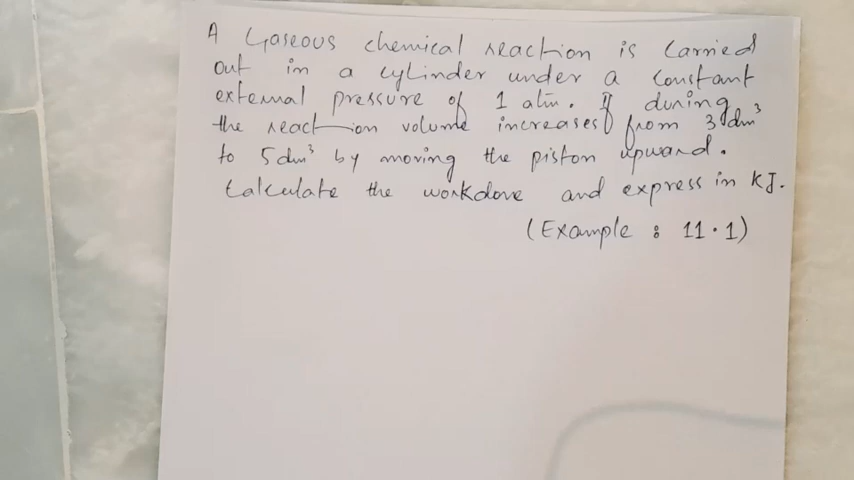 A Gaseous chemical reaction is Carried
out in a cylinder under a constant
external pressure of 1 atm. If during
the reaction volume increases from 3 dm³
to 5 dm³ by moving the piston upward.
Calculate the workdone and express in kJ.
(Example : 11.1)